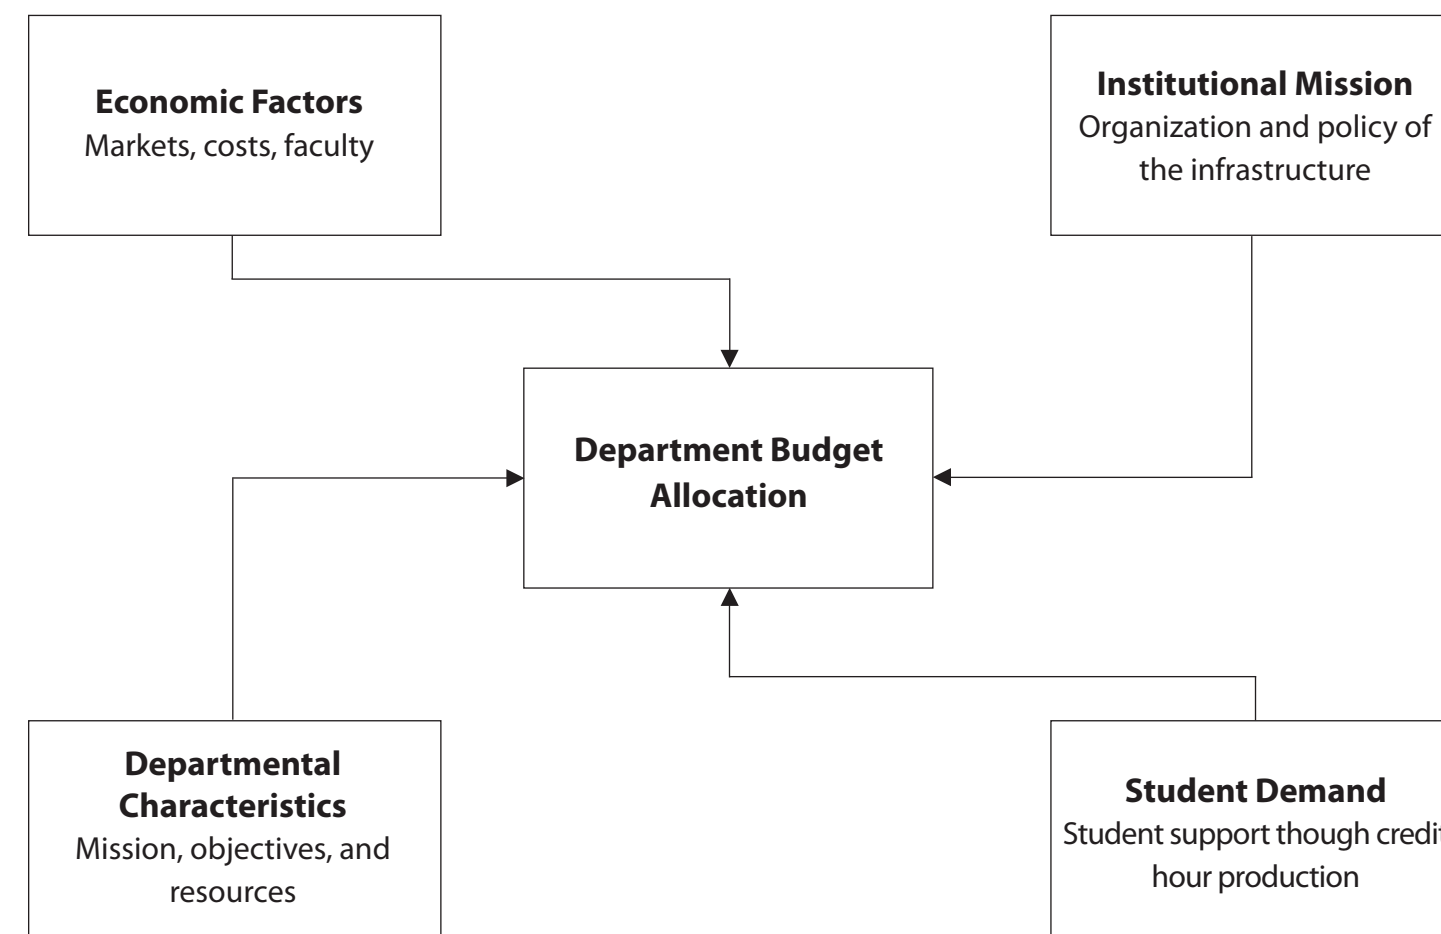 Economic Factors
Markets, costs, faculty
Institutional Mission
Organization and policy of
the infrastructure
Department Budget
Allocation
Departmental
Characteristics
Mission, objectives, and
resources
Student Demand
Student support though credit
hour production